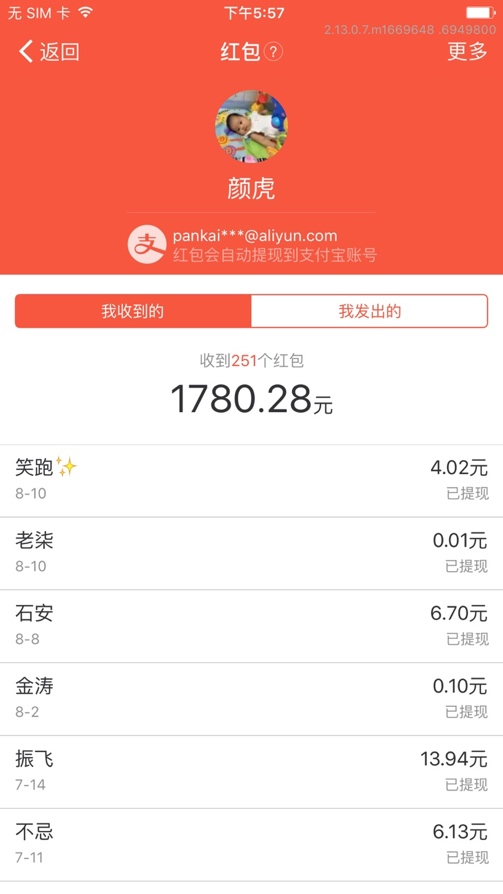 无 SIM 卡 下午5:57
2.13.0.7.m1669648 .6949800
返回 红包? 更多
颜虎
支 pankai***@aliyun.com
红包会自动提现到支付宝账号
我收到的 我发出的
收到251个红包
1780.28元
笑跑✨ 4.02元
8-10 已提现
老柒 0.01元
8-10 已提现
石安 6.70元
8-8 已提现
金涛 0.10元
8-2 已提现
振飞 13.94元
7-14 已提现
不忌 6.13元
7-11 已提现